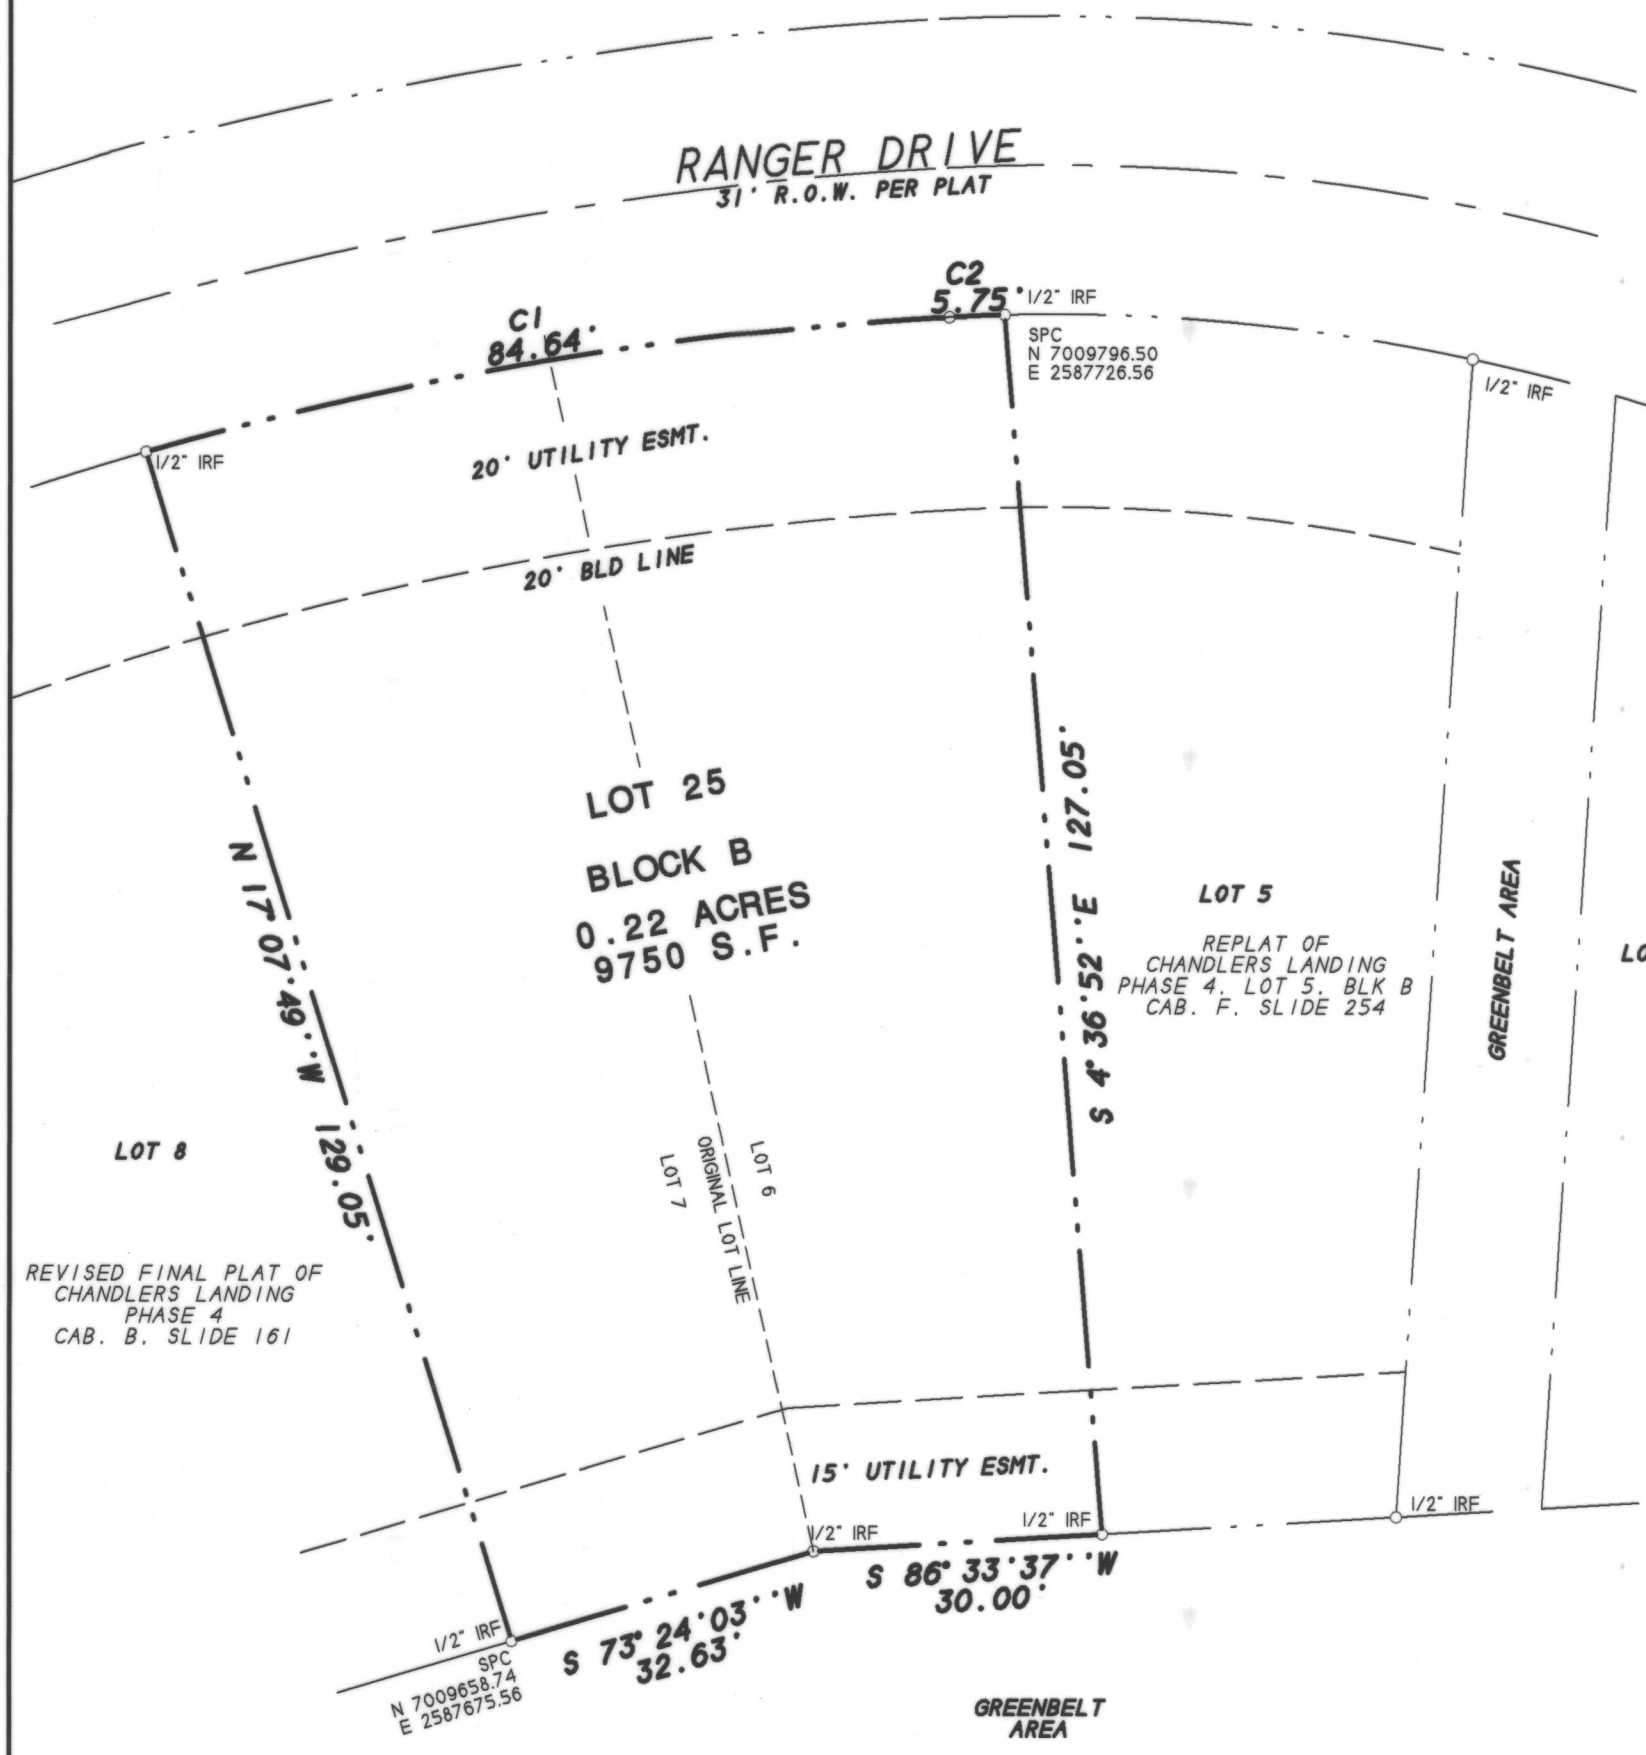 RANGER DRIVE
31' R.O.W. PER PLAT
C2
5.75'
1/2" IRF
C1
84.64'
SPC
N 7009796.50
E 2587726.56
1/2" IRF
1/2" IRF
20' UTILITY ESMT.
20' BLD LINE
LOT 25
BLOCK B
0.22 ACRES
9750 S.F.
N 17°07'49''W 129.05'
S 4°36'52''E 127.05'
LOT 5
REPLAT OF
CHANDLERS LANDING
PHASE 4, LOT 5, BLK B
CAB. F, SLIDE 254
GREENBELT AREA
LO
LOT 8
REVISED FINAL PLAT OF
CHANDLERS LANDING
PHASE 4
CAB. B, SLIDE 161
LOT 6
ORIGINAL LOT LINE
LOT 7
15' UTILITY ESMT.
1/2" IRF
1/2" IRF
1/2" IRF
S 86°33'37''W
30.00'
S 73°24'03''W
32.63'
1/2" IRF
SPC
N 7009658.74
E 2587675.56
GREENBELT
AREA